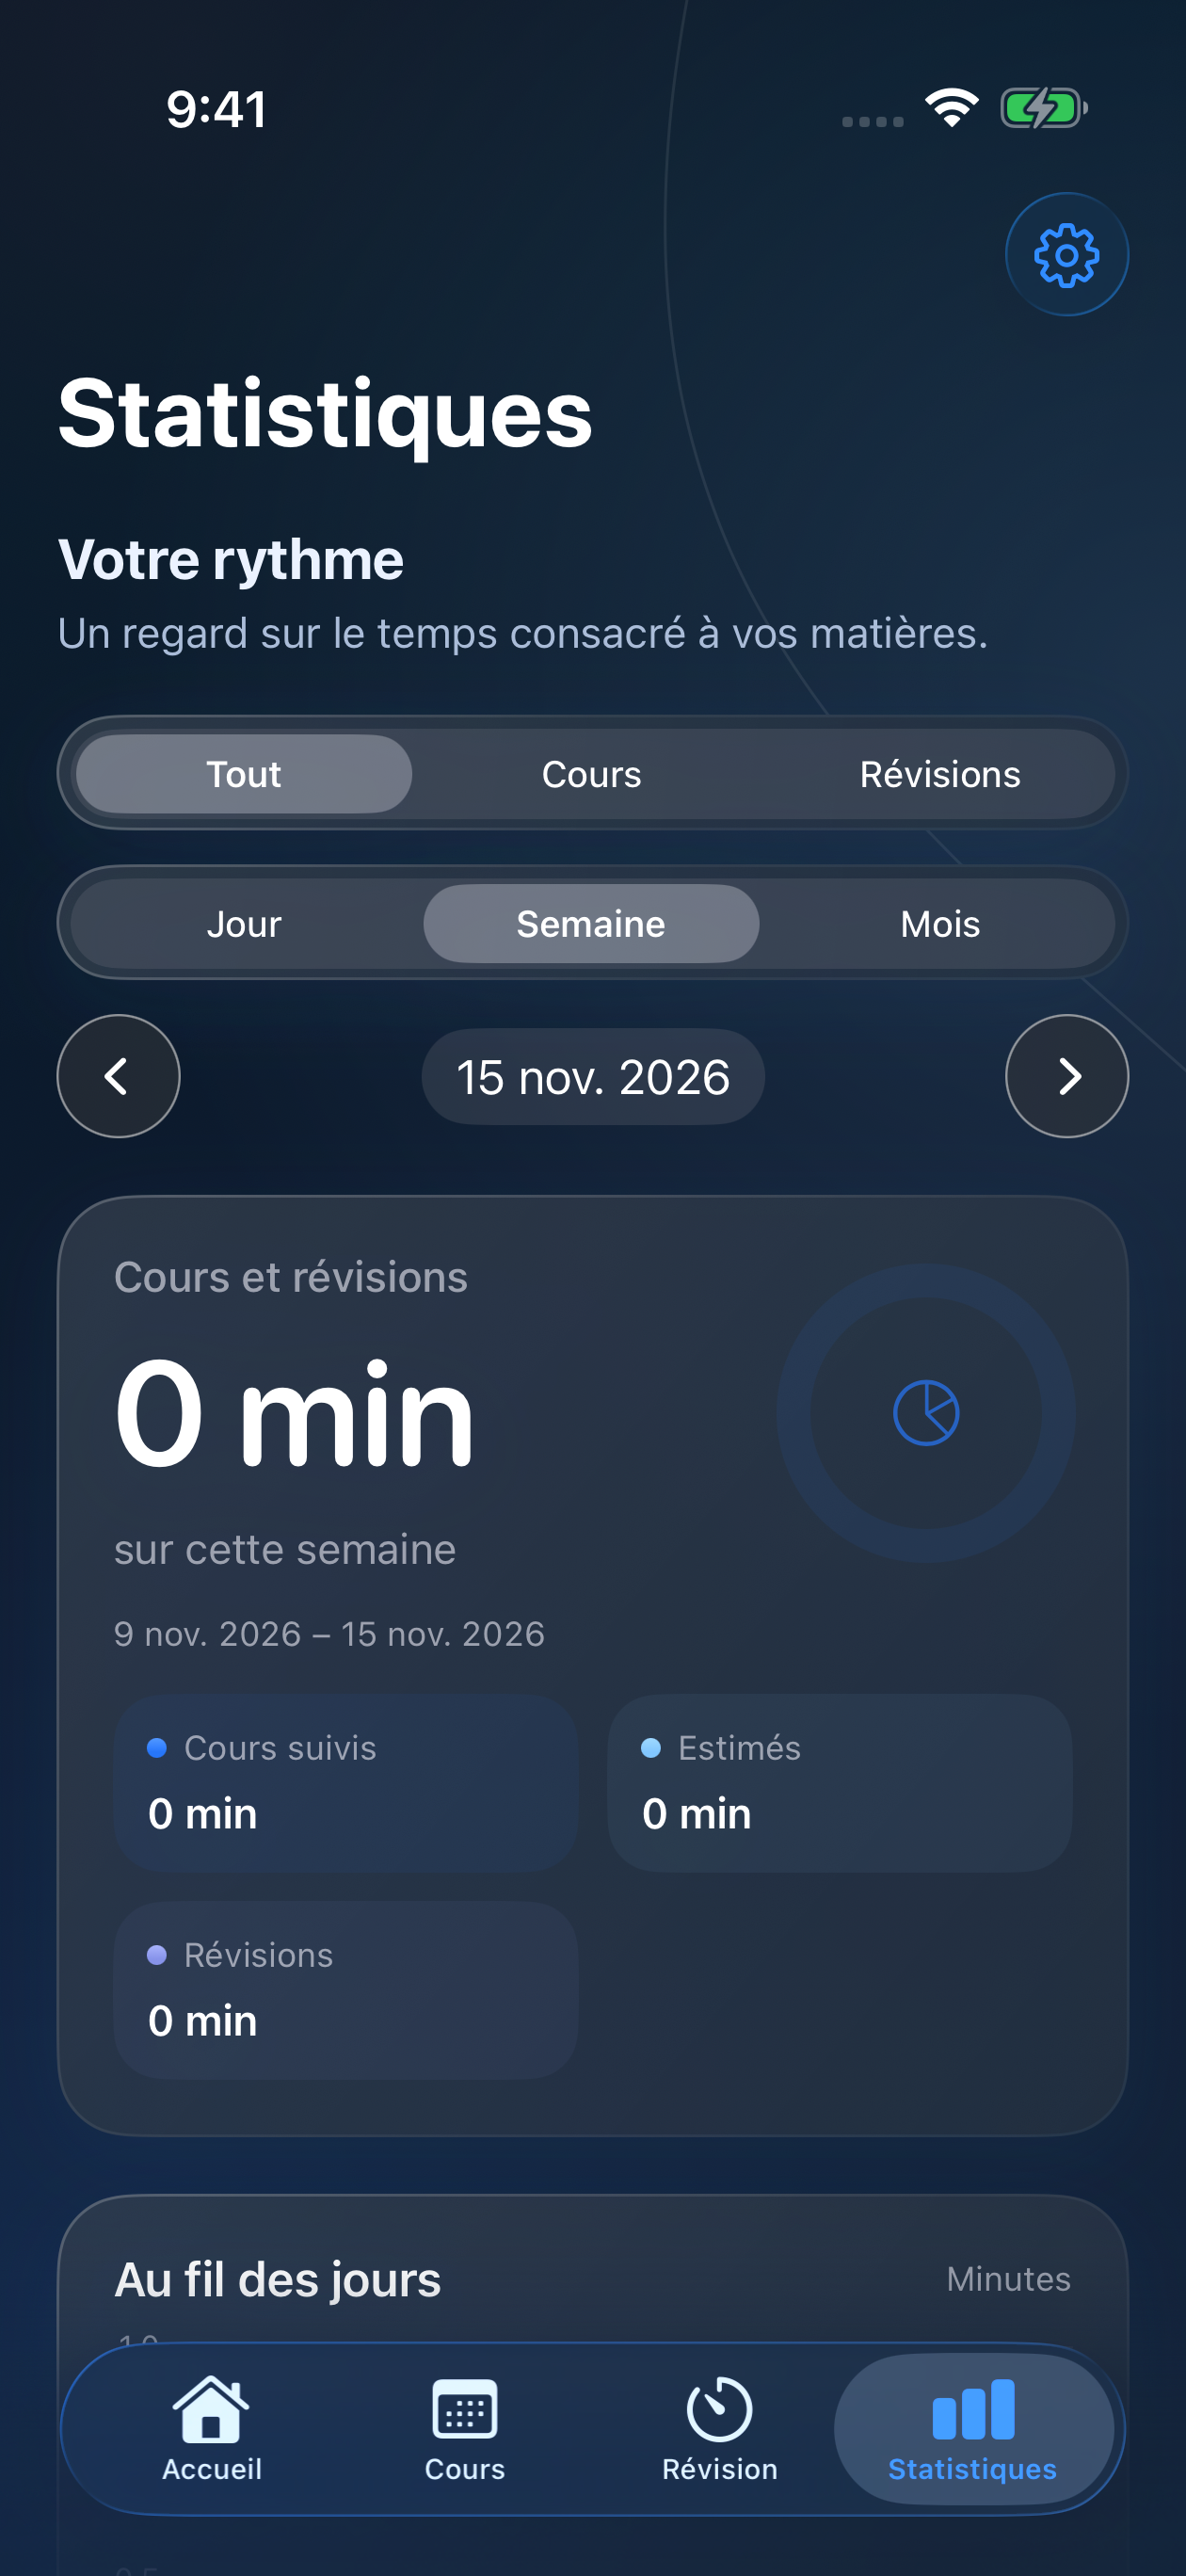 9:41
Statistiques
Votre rythme
Un regard sur le temps consacré à vos matières.
Tout Cours Révisions
Jour Semaine Mois
15 nov. 2026
Cours et révisions
0 min
sur cette semaine
9 nov. 2026 – 15 nov. 2026
Cours suivis Estimés
0 min 0 min
Révisions
0 min
Au fil des jours Minutes
Accueil Cours Révision Statistiques